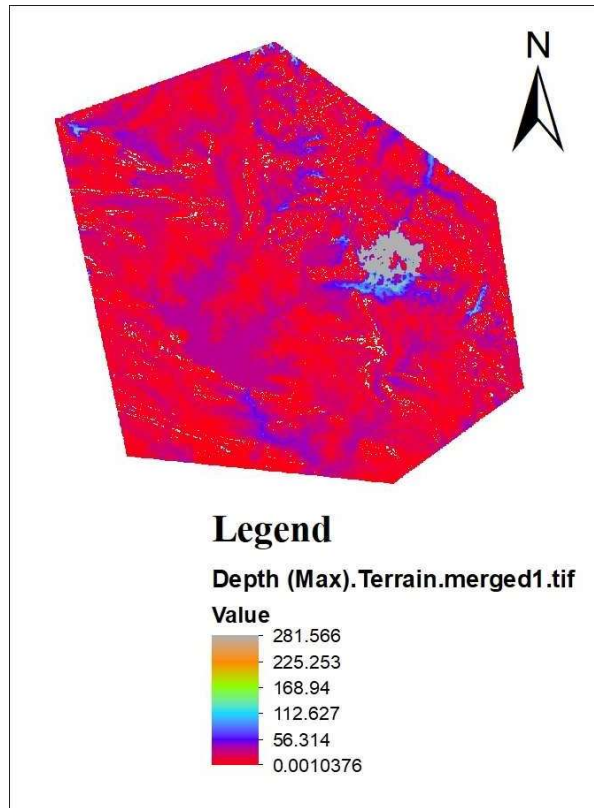 N
Legend
Depth (Max).Terrain.merged1.tif
Value
281.566
225.253
168.94
112.627
56.314
0.0010376